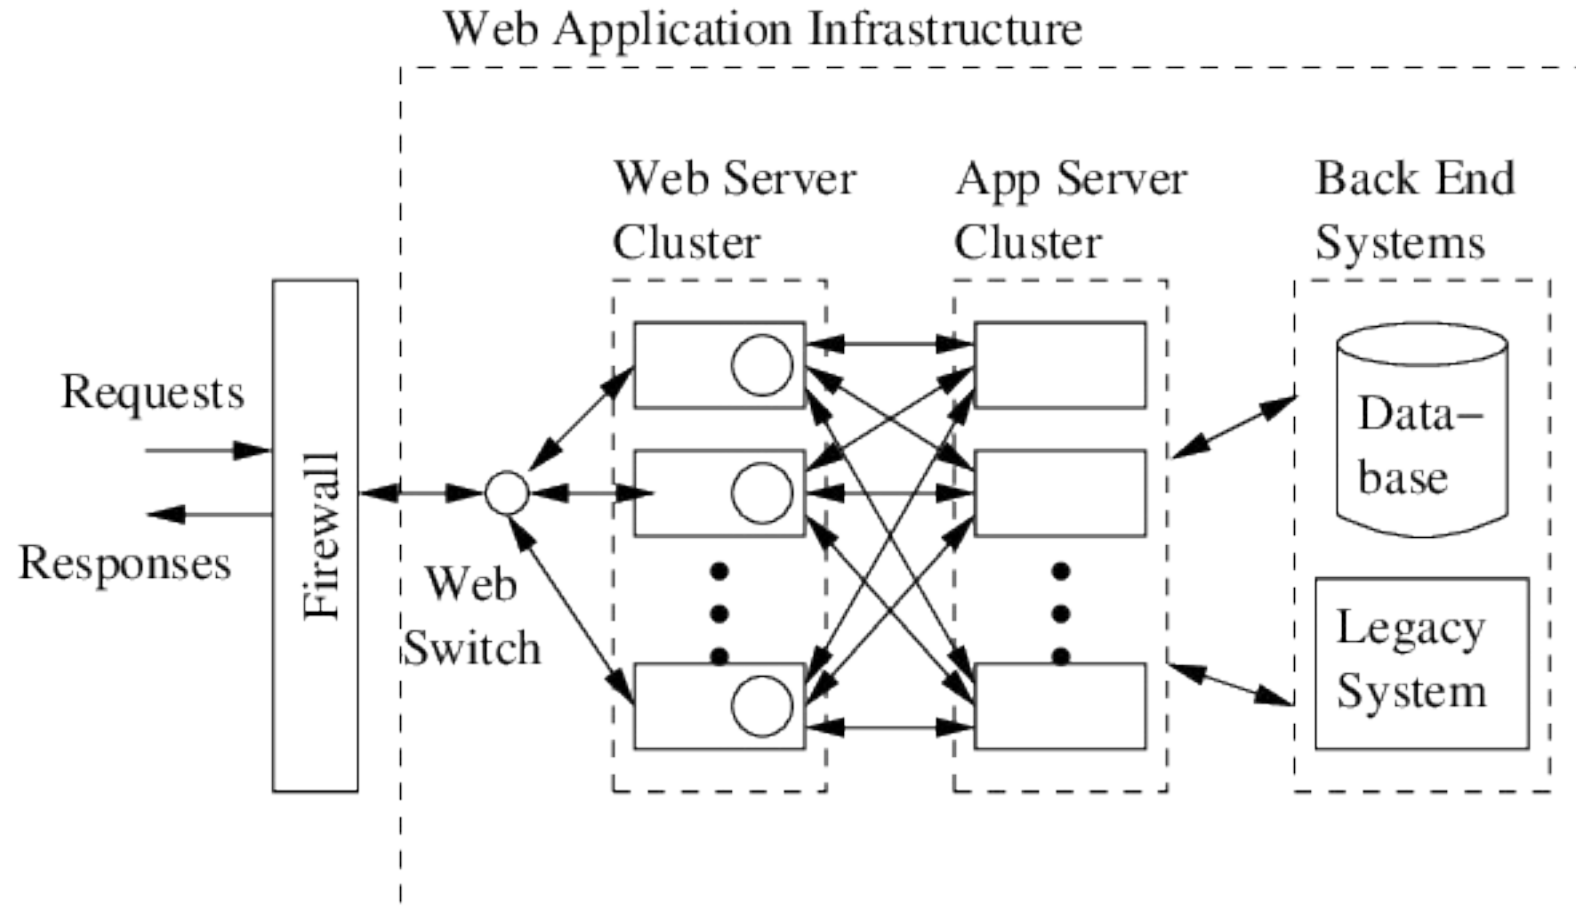 Web Application Infrastructure
Web Server
Cluster
App Server
Cluster
Back End
Systems
Requests
Responses
Firewall
Web
Switch
Data-
base
Legacy
System